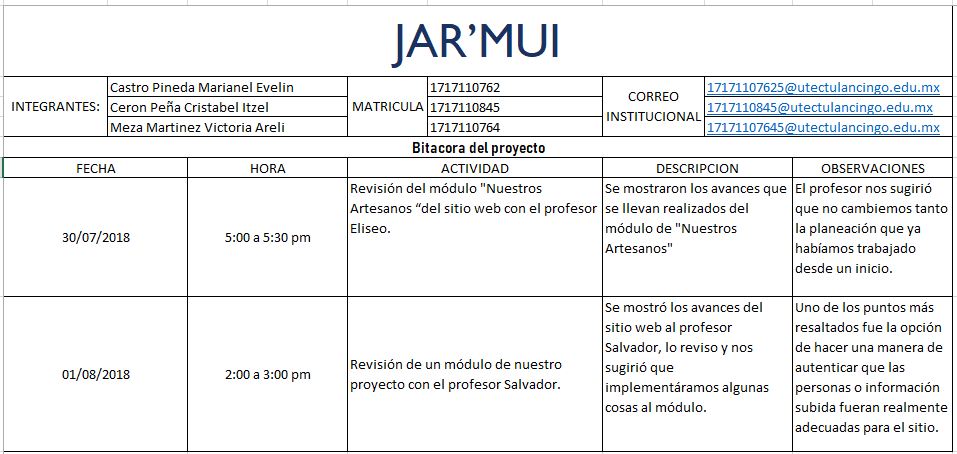 JAR’MUI
INTEGRANTES:
Castro Pineda Marianel Evelin
Ceron Peña Cristabel Itzel
Meza Martinez Victoria Areli
MATRICULA
1717110762
1717110845
1717110764
CORREO
INSTITUCIONAL
17171107625@utectulancingo.edu.mx
1717110845@utectulancingo.edu.mx
17171107645@utectulancingo.edu.mx
Bitacora del proyecto
FECHA
HORA
ACTIVIDAD
DESCRIPCION
OBSERVACIONES
30/07/2018
5:00 a 5:30 pm
Revisión del módulo "Nuestros
Artesanos “del sitio web con el profesor
Eliseo.
Se mostraron los avances que
se llevan realizados del
módulo de "Nuestros
Artesanos"
El profesor nos sugirió
que no cambiemos tanto
la planeación que ya
habíamos trabajado
desde un inicio.
01/08/2018
2:00 a 3:00 pm
Revisión de un módulo de nuestro
proyecto con el profesor Salvador.
Se mostró los avances del
sitio web al profesor
Salvador, lo reviso y nos
sugirió que
implementáramos algunas
cosas al módulo.
Uno de los puntos más
resaltados fue la opción
de hacer una manera de
autenticar que las
personas o información
subida fueran realmente
adecuadas para el sitio.